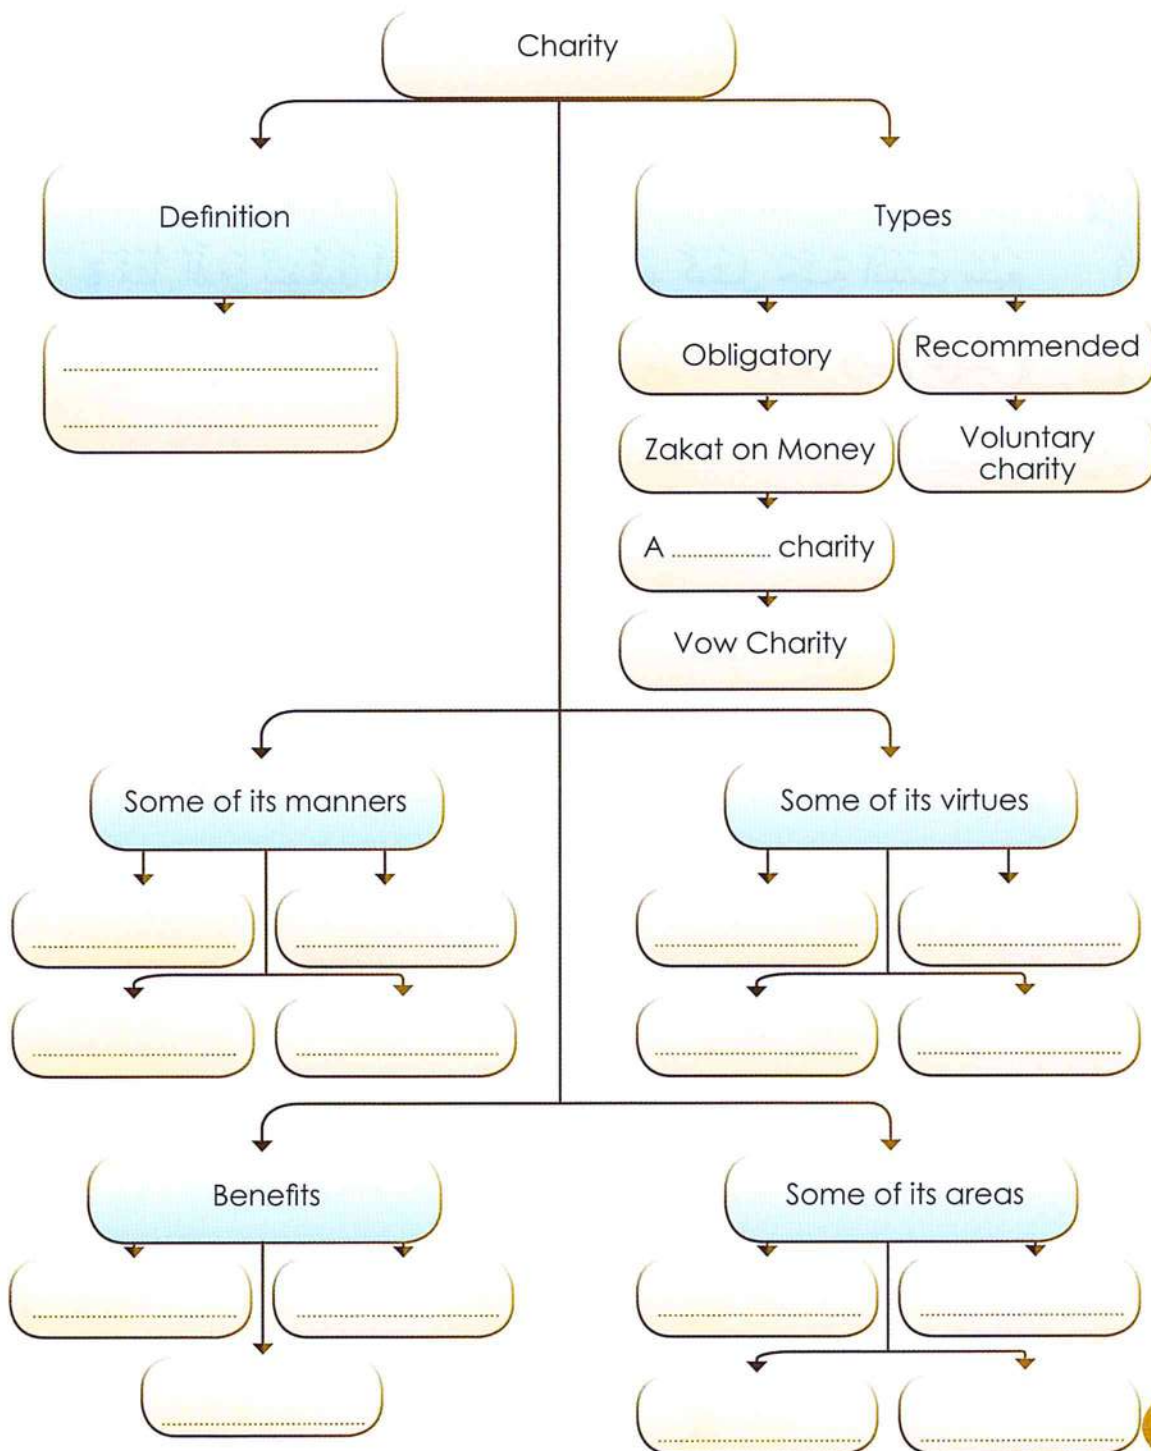 Charity
Definition
Types
Obligatory
Recommended
Zakat on Money
Voluntary
charity
A .................. charity
Vow Charity
Some of its manners
Some of its virtues
Benefits
Some of its areas